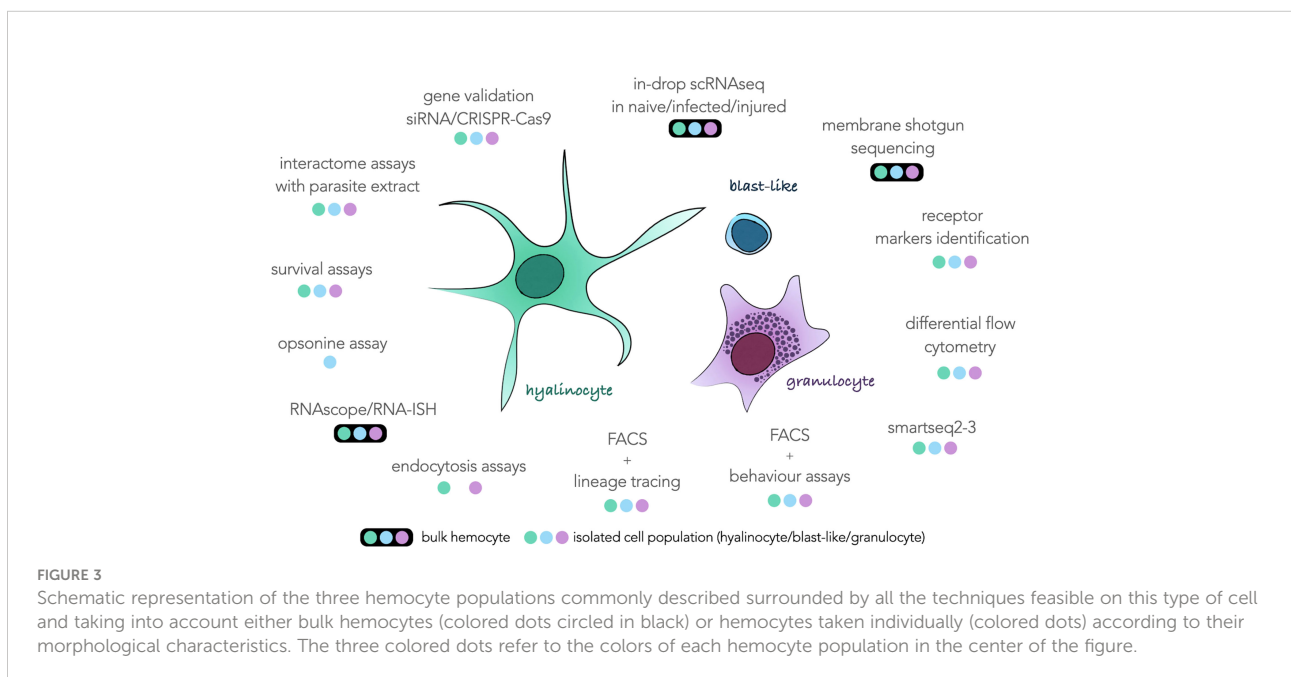 gene validation
siRNA/CRISPR-Cas9
in-drop scRNAseq
in naive/infected/injured
membrane shotgun
sequencing
interactome assays
with parasite extract
blast-like
receptor
markers identification
survival assays
differential flow
cytometry
opsonine assay
hyalinocyte
granulocyte
RNAscope/RNA-ISH
smartseq2-3
endocytosis assays
FACS
+
lineage tracing
FACS
+
behaviour assays
bulk hemocyte
isolated cell population (hyalinocyte/blast-like/granulocyte)
FIGURE 3
Schematic representation of the three hemocyte populations commonly described surrounded by all the techniques feasible on this type of cell
and taking into account either bulk hemocytes (colored dots circled in black) or hemocytes taken individually (colored dots) according to their
morphological characteristics. The three colored dots refer to the colors of each hemocyte population in the center of the figure.